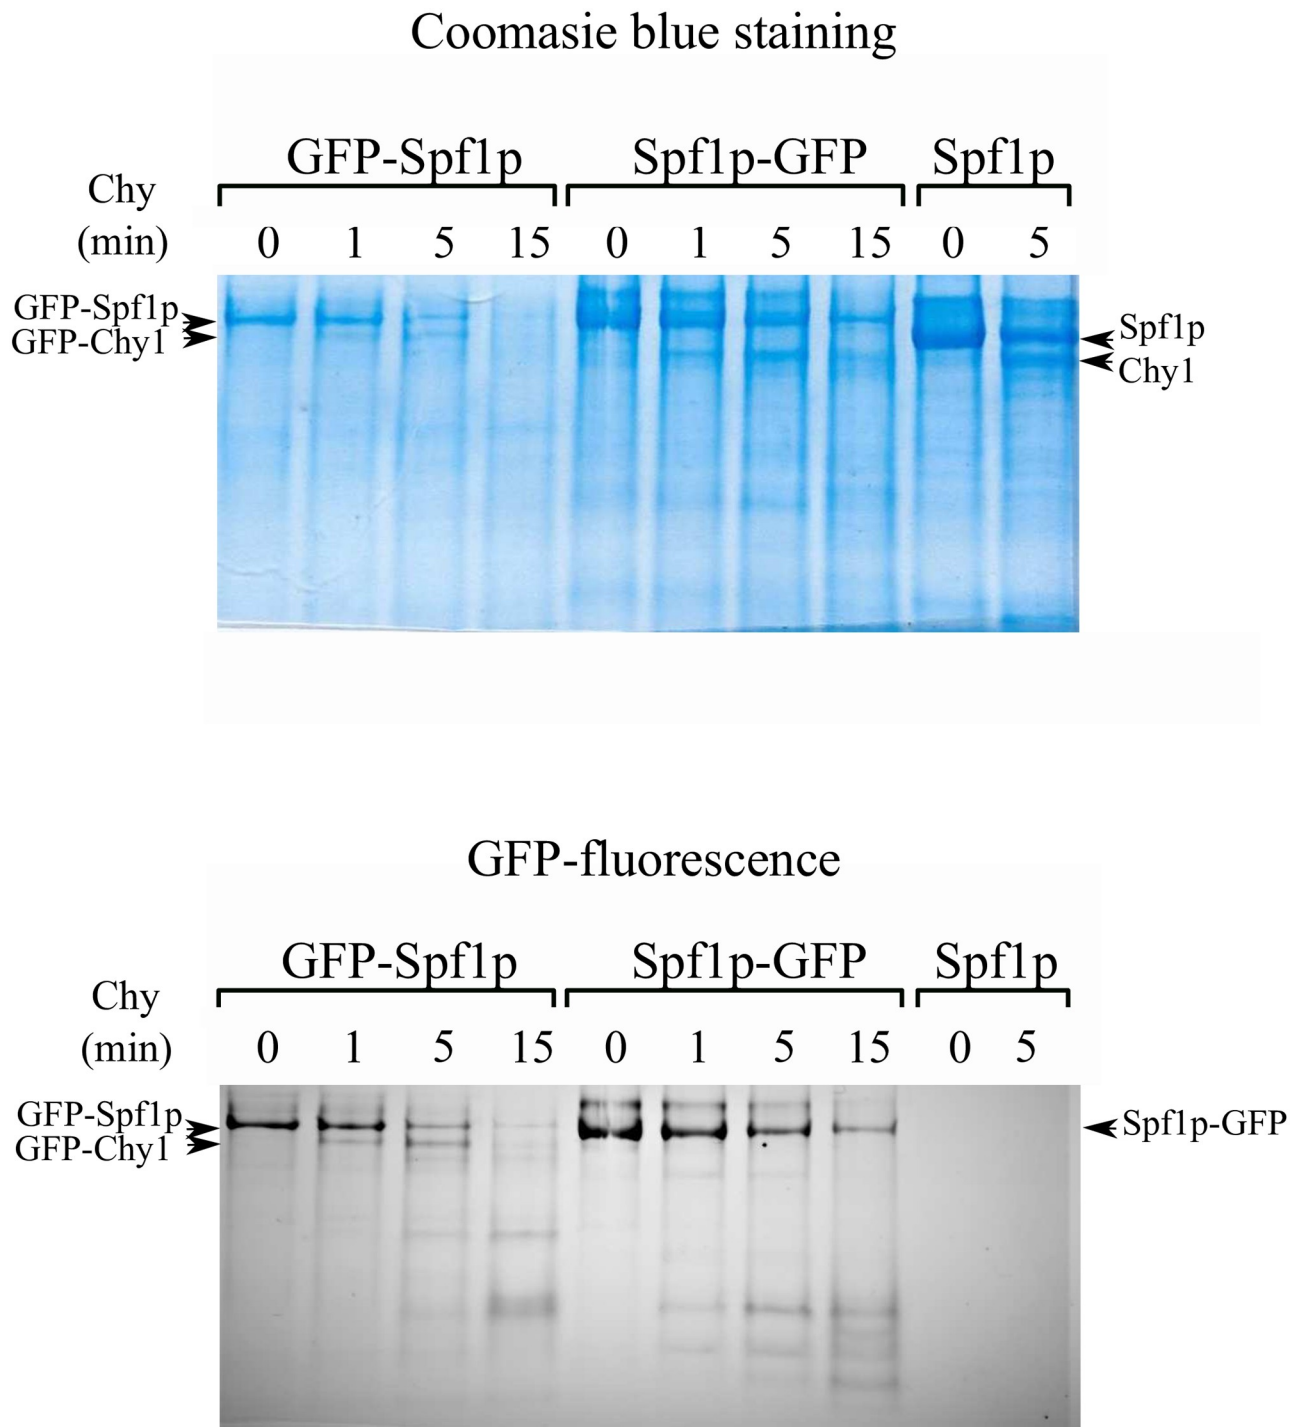 Coomasie blue staining
GFP-Spf1p Spf1p-GFP Spf1p
Chy
(min) 0 1 5 15 0 1 5 15 0 5
GFP-Spf1p
GFP-Chy1
Spf1p
Chy1
GFP-fluorescence
GFP-Spf1p Spf1p-GFP Spf1p
Chy
(min) 0 1 5 15 0 1 5 15 0 5
GFP-Spf1p
GFP-Chy1
Spf1p-GFP